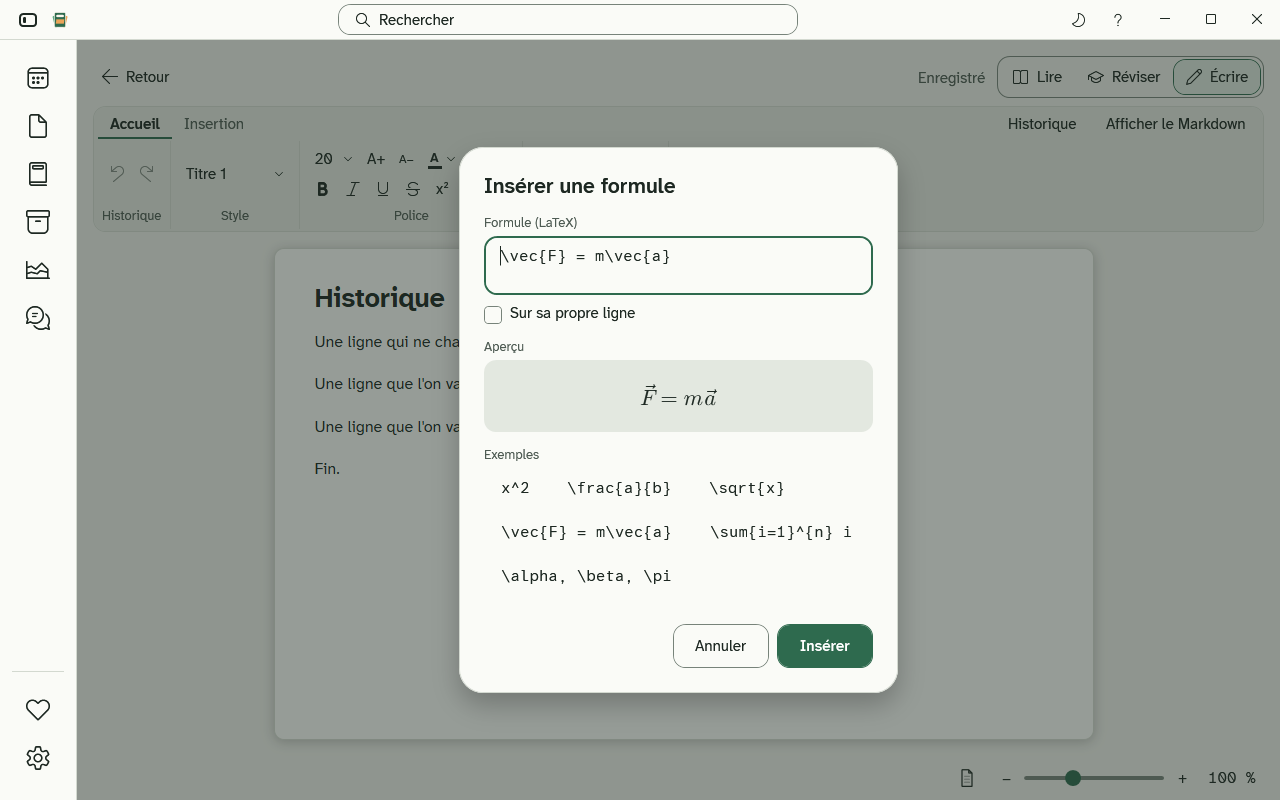 Rechercher
?
Retour
Enregistré
Lire
Réviser
Écrire
Accueil
Insertion
Historique
Afficher le Markdown
Titre 1
20
A+
A−
A
B I U S x²
Historique
Style
Police
Historique
Une ligne qui ne cha
Une ligne que l'on va
Une ligne que l'on va
Fin.
Insérer une formule
Formule (LaTeX)
\vec{F} = m\vec{a}
Sur sa propre ligne
Aperçu
F⃗ = m a⃗
Exemples
x^2 \frac{a}{b} \sqrt{x}
\vec{F} = m\vec{a} \sum{i=1}^{n} i
\alpha, \beta, \pi
Annuler
Insérer
− + 100 %